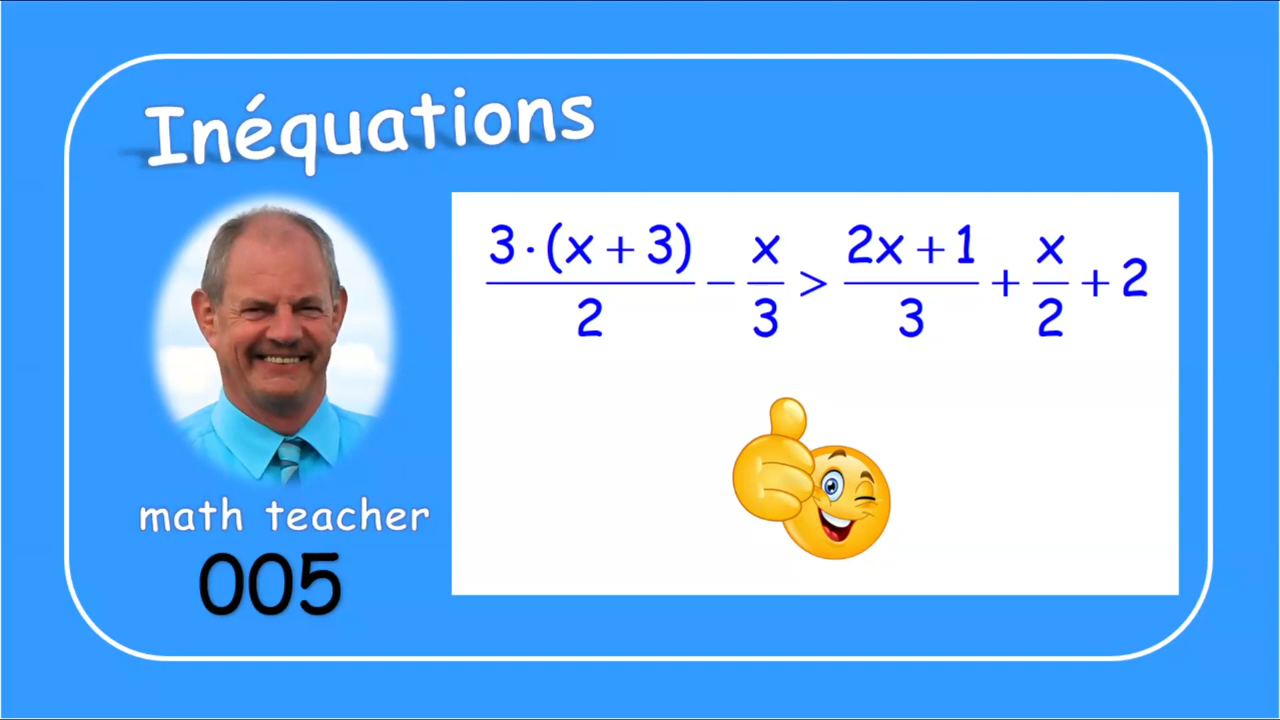 Inéquations
3·(x+3)/2 − x/3 > 2x+1/3 + x/2 + 2
math teacher
005